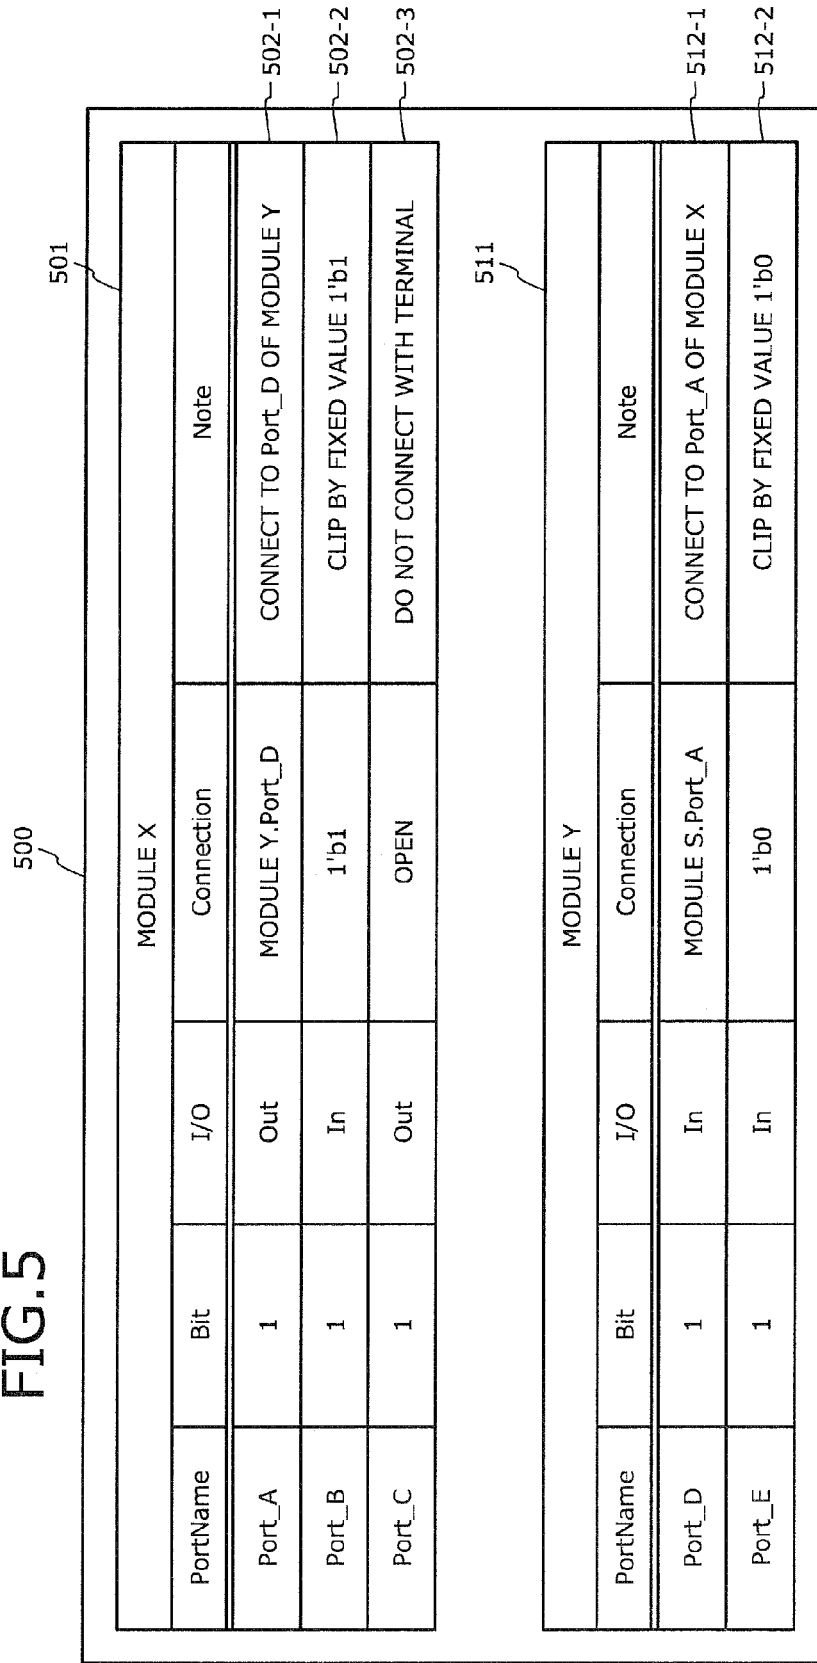 FIG.5
500
501
MODULE X
PortName Bit I/O Connection Note
Port_A 1 Out MODULE Y.Port_D CONNECT TO Port_D OF MODULE Y 502-1
Port_B 1 In 1'b1 CLIP BY FIXED VALUE 1'b1 502-2
Port_C 1 Out OPEN DO NOT CONNECT WITH TERMINAL 502-3
511
MODULE Y
PortName Bit I/O Connection Note
Port_D 1 In MODULE S.Port_A CONNECT TO Port_A OF MODULE X 512-1
Port_E 1 In 1'b0 CLIP BY FIXED VALUE 1'b0 512-2